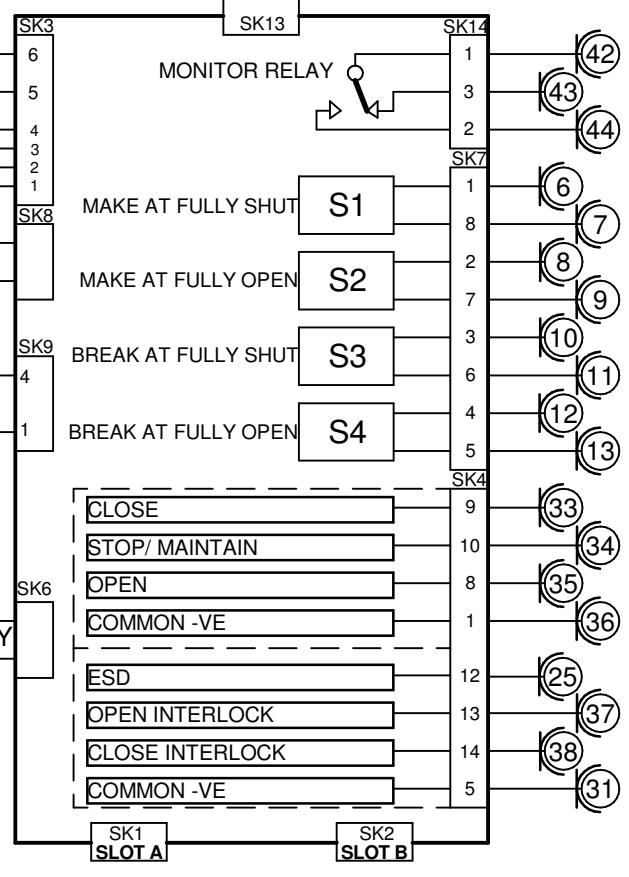 SK13
SK3
SK14
6
MONITOR RELAY
1
42
5
3
43
4
2
44
3
2
1
SK7
MAKE AT FULLY SHUT
S1
1
6
SK8
8
7
MAKE AT FULLY OPEN
S2
2
8
7
9
SK9
BREAK AT FULLY SHUT
S3
3
10
4
6
11
1
BREAK AT FULLY OPEN
S4
4
12
5
13
SK4
CLOSE
9
33
STOP/ MAINTAIN
10
34
SK6
OPEN
8
35
COMMON -VE
1
36
Y
ESD
12
25
OPEN INTERLOCK
13
37
CLOSE INTERLOCK
14
38
COMMON -VE
5
31
SK1
SLOT A
SK2
SLOT B